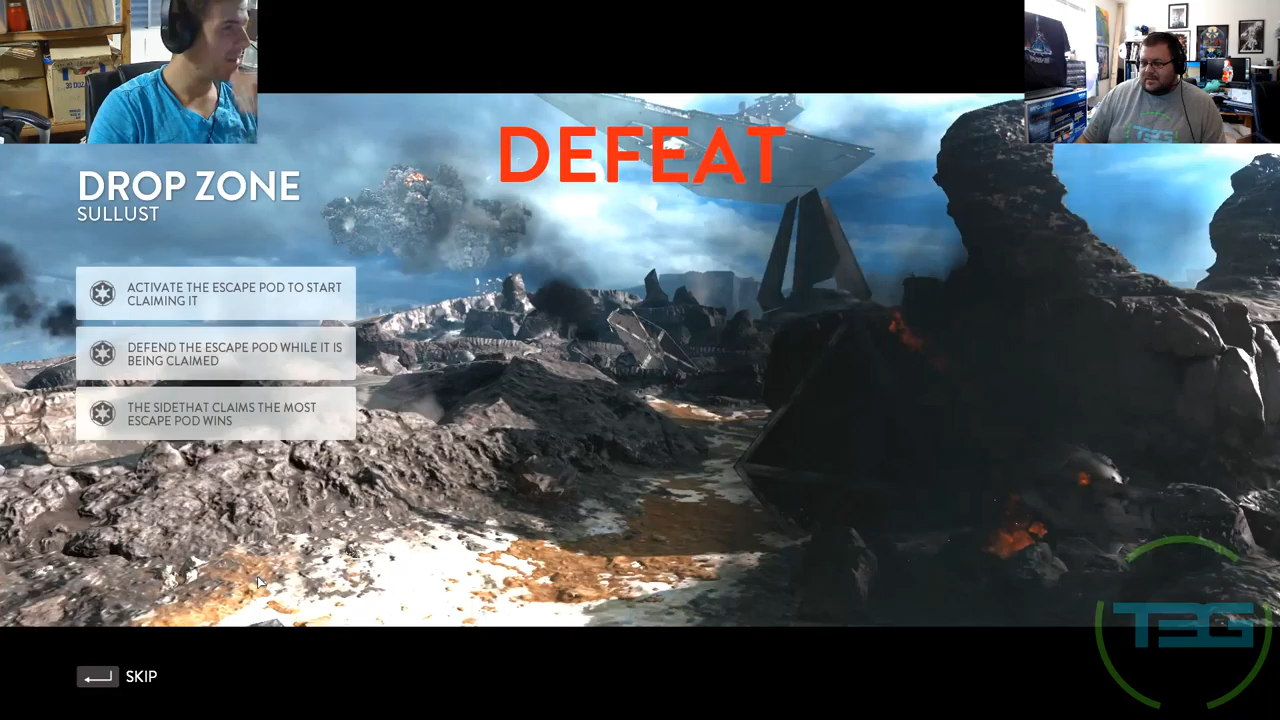 DEFEAT
DROP ZONE
SULLUST
ACTIVATE THE ESCAPE POD TO START
CLAIMING IT
DEFEND THE ESCAPE POD WHILE IT IS
BEING CLAIMED
THE SIDETHAT CLAIMS THE MOST
ESCAPE POD WINS
SKIP